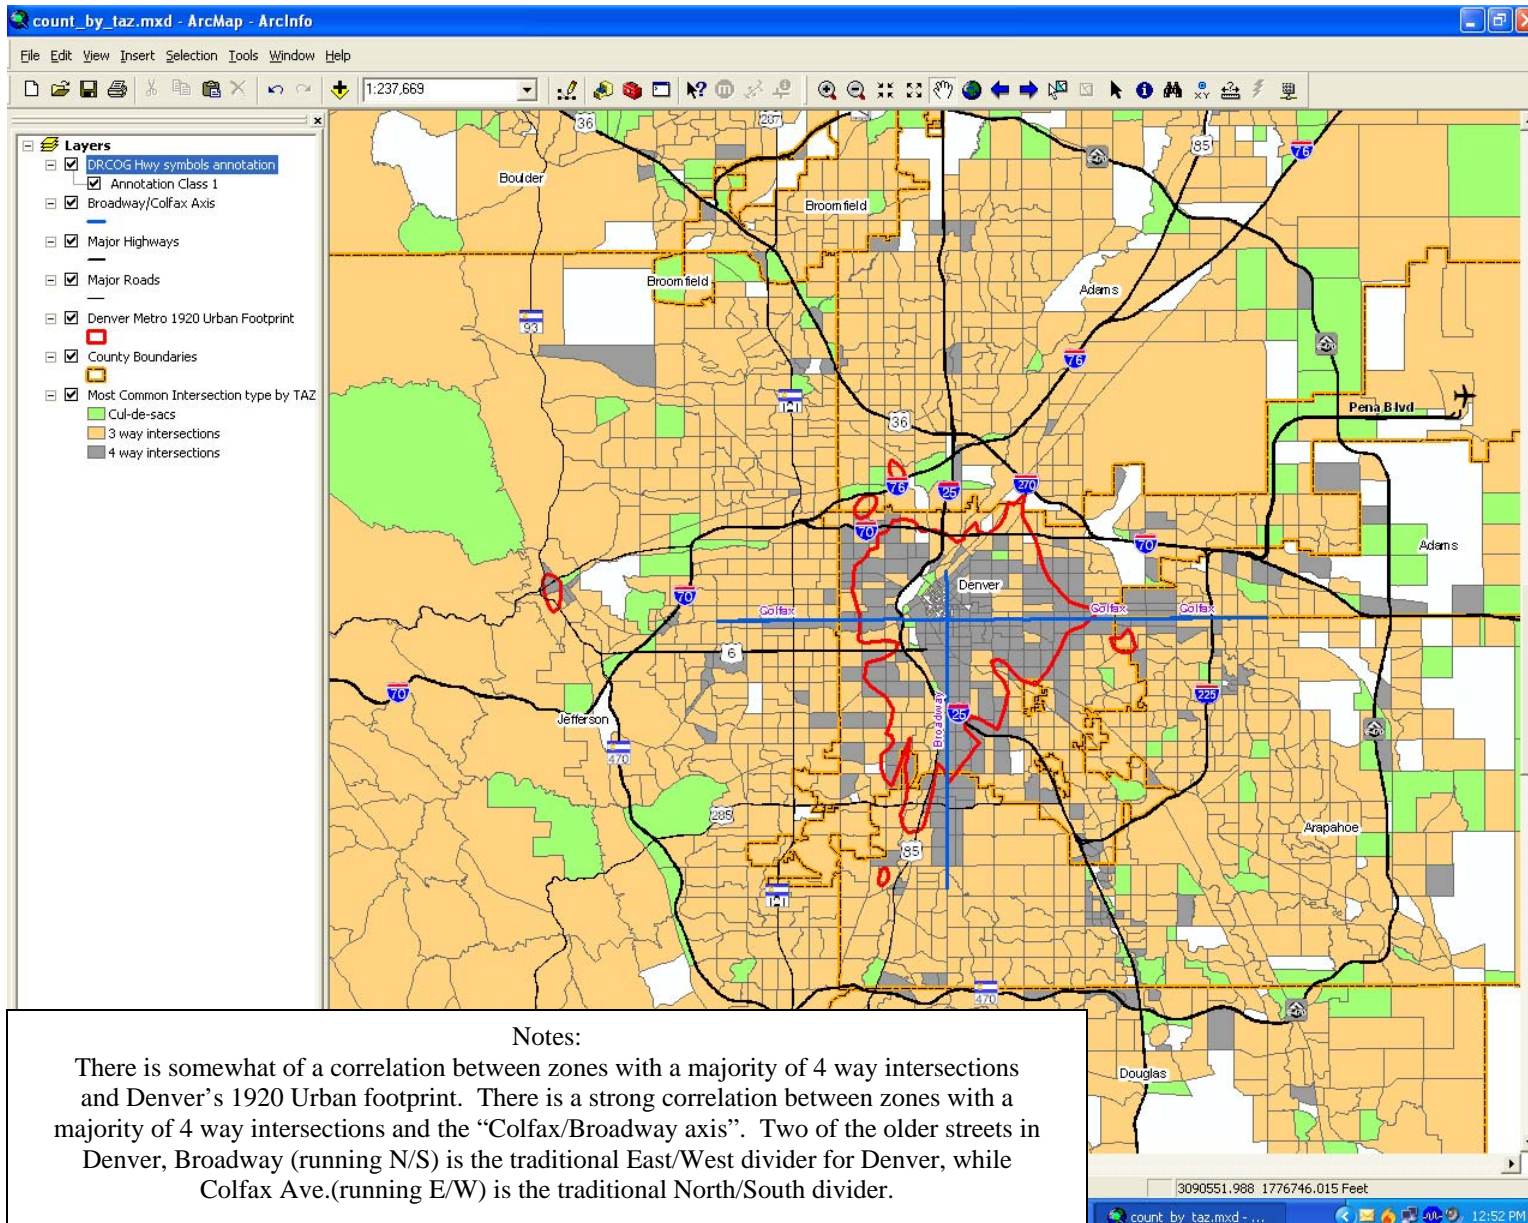 count_by_taz.mxd - ArcMap - ArcInfo
File Edit View Insert Selection Tools Window Help
1:237,669
Layers
DRCOG Hwy symbols annotation
Annotation Class 1
Broadway/Colfax Axis
Major Highways
Major Roads
Denver Metro 1920 Urban Footprint
County Boundaries
Most Common Intersection type by TAZ
Cul-de-sacs
3 way intersections
4 way intersections
36
287
85
76
Boulder
Broomfield
Broomfield
Adams
93
76
121
36
Pena Blvd
76
25
270
70
70
Adams
Denver
70
Colfax
Colfax
Colfax
6
70
225
Jefferson
Broadway
25
470
285
85
Arapahoe
121
470
Douglas
Notes:
There is somewhat of a correlation between zones with a majority of 4 way intersections
and Denver’s 1920 Urban footprint. There is a strong correlation between zones with a
majority of 4 way intersections and the “Colfax/Broadway axis”. Two of the older streets in
Denver, Broadway (running N/S) is the traditional East/West divider for Denver, while
Colfax Ave.(running E/W) is the traditional North/South divider.
3090551.988 1776746.015 Feet
count_by_taz.mxd - ...
12:52 PM